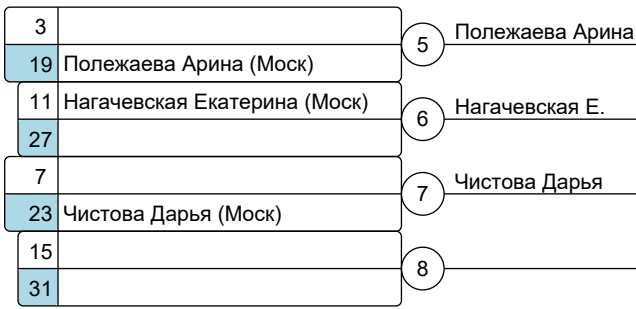 3
5 Полежаева Арина
19 Полежаева Арина (Моск)
11 Нагачевская Екатерина (Моск)
6 Нагачевская Е.
27
7
7 Чистова Дарья
23 Чистова Дарья (Моск)
15
8
31